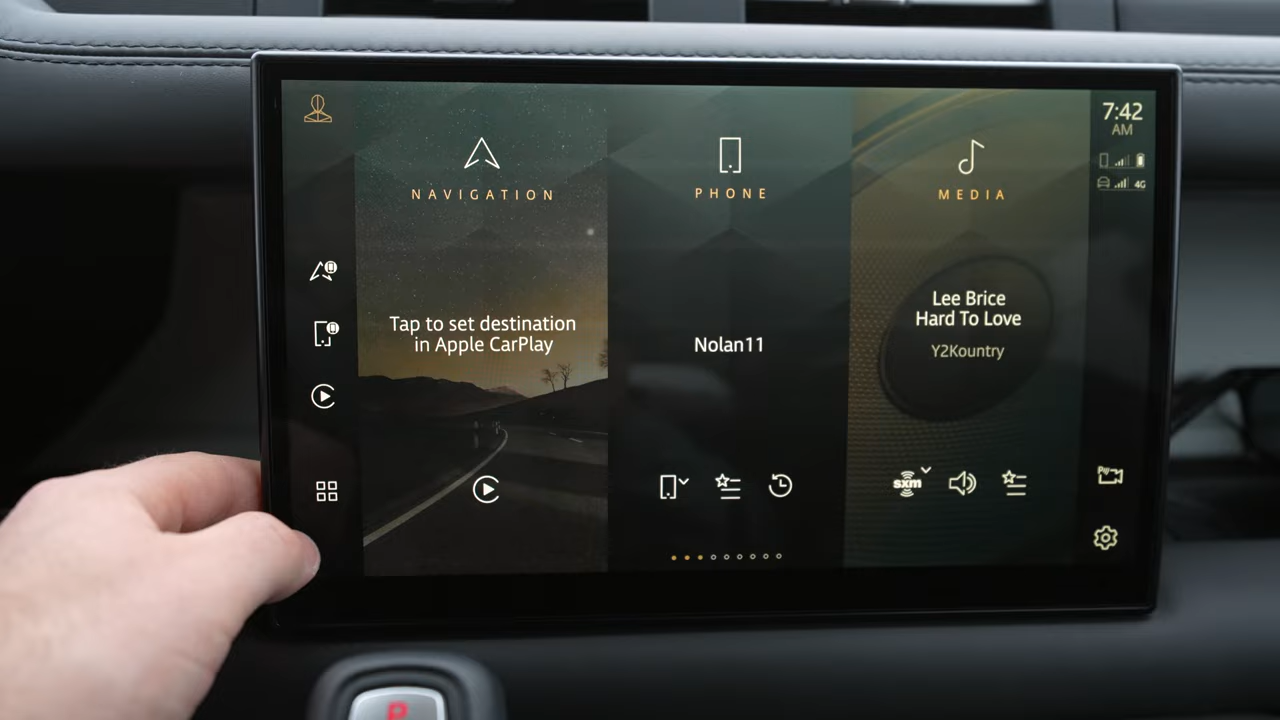 7:42
AM
4G
NAVIGATION
Tap to set destination
in Apple CarPlay
PHONE
Nolan11
MEDIA
Lee Brice
Hard To Love
Y2Kountry
sxm
P